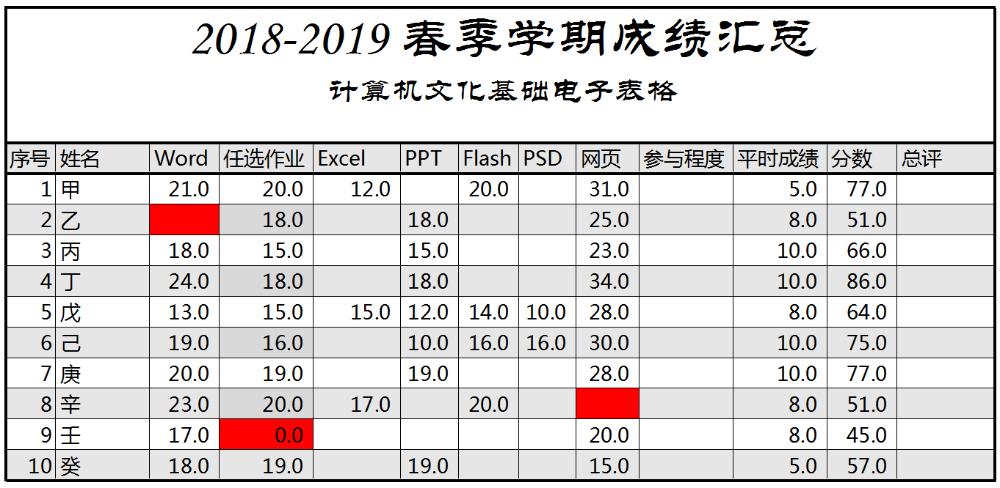 2018-2019春季学期成绩汇总
计算机文化基础电子表格
序号 姓名 Word 任选作业 Excel PPT Flash PSD 网页 参与程度 平时成绩 分数 总评
1 甲 21.0 20.0 12.0 20.0 31.0 5.0 77.0
2 乙 18.0 18.0 25.0 8.0 51.0
3 丙 18.0 15.0 15.0 23.0 10.0 66.0
4 丁 24.0 18.0 18.0 34.0 10.0 86.0
5 戊 13.0 15.0 15.0 12.0 14.0 10.0 28.0 8.0 64.0
6 己 19.0 16.0 10.0 16.0 16.0 30.0 10.0 75.0
7 庚 20.0 19.0 19.0 28.0 10.0 77.0
8 辛 23.0 20.0 17.0 20.0 8.0 51.0
9 壬 17.0 0.0 20.0 8.0 45.0
10 癸 18.0 19.0 19.0 15.0 5.0 57.0